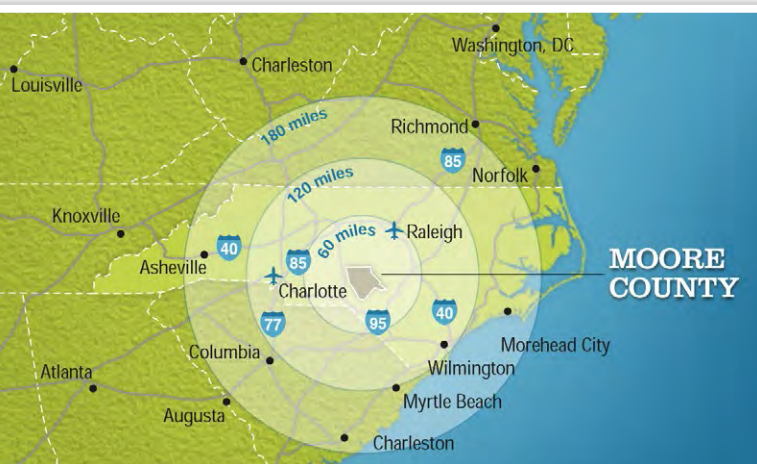 Washington, DC
Charleston
Louisville
180 miles
Richmond
85
120 miles
Norfolk
Knoxville
60 miles
Raleigh
40
85
Asheville
MOORE
COUNTY
Charlotte
77
95
40
Morehead City
Columbia
Wilmington
Atlanta
Myrtle Beach
Augusta
Charleston